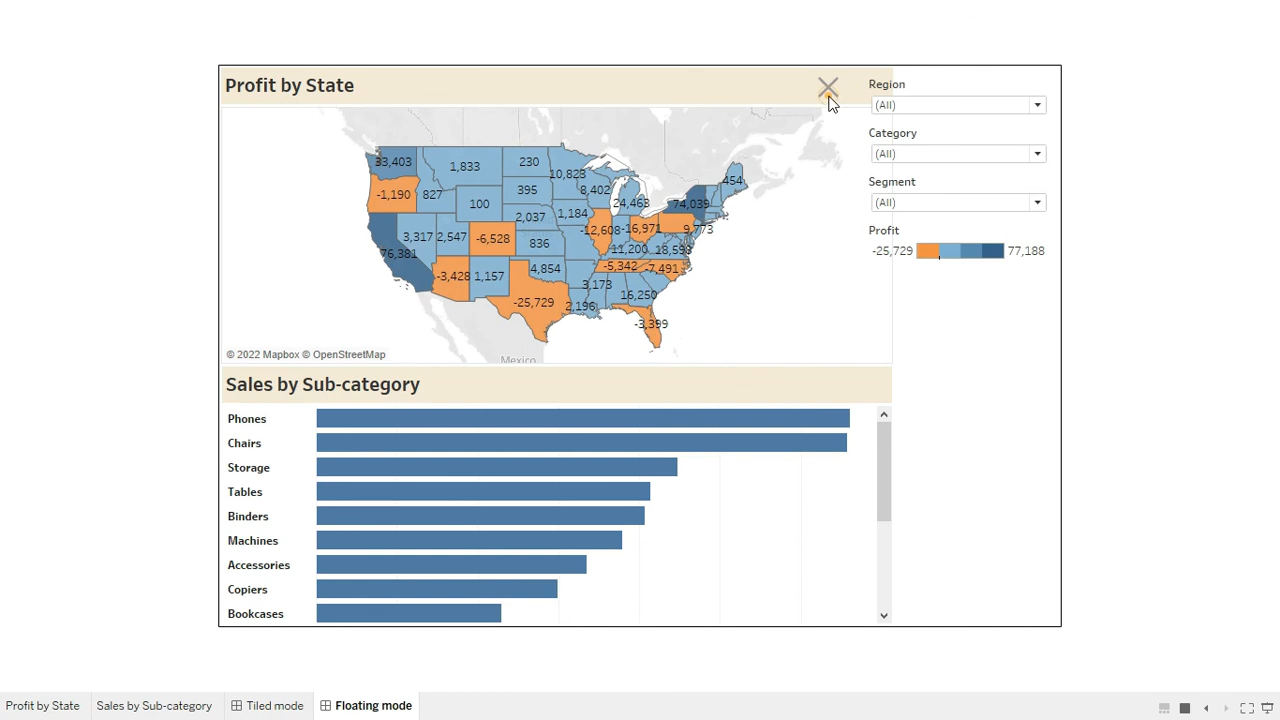 Profit by State
Region
(All)
Category
(All)
Segment
(All)
Profit
-25,729 77,188
33,403 1,833 230 10,823 454
-1,190 827 395 8,402 24,463 74,039
100 2,037 1,184 -12,608 -16,971 9,773
76,381 3,317 2,547 -6,528 836 11,200 18,598
-3,428 1,157 4,854 -5,342 -7,491
3,173 16,250
-25,729 2,196 -3,399
© 2022 Mapbox © OpenStreetMap
Mexico
Sales by Sub-category
Phones
Chairs
Storage
Tables
Binders
Machines
Accessories
Copiers
Bookcases
Profit by State Sales by Sub-category Tiled mode Floating mode